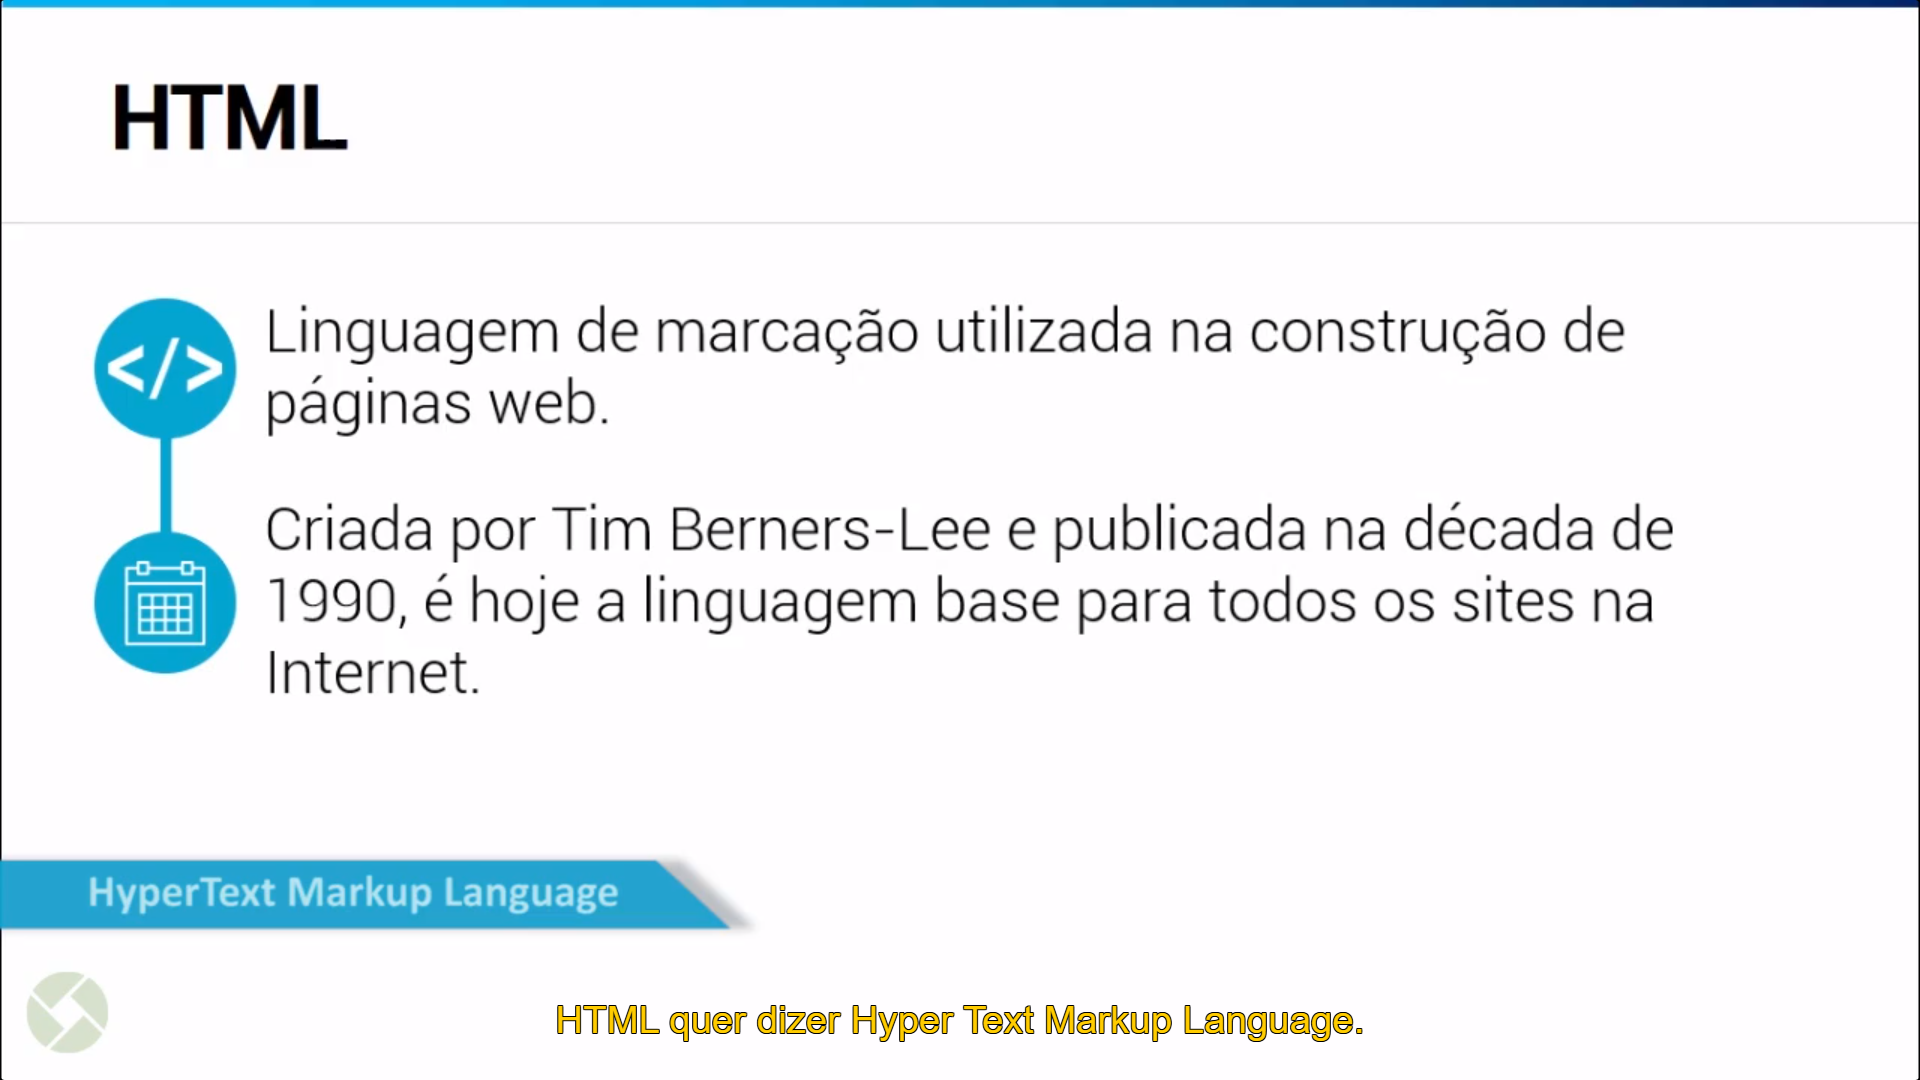 HTML
</>
Linguagem de marcação utilizada na construção de
páginas web.
Criada por Tim Berners-Lee e publicada na década de
1990, é hoje a linguagem base para todos os sites na
Internet.
HyperText Markup Language
HTML quer dizer Hyper Text Markup Language.